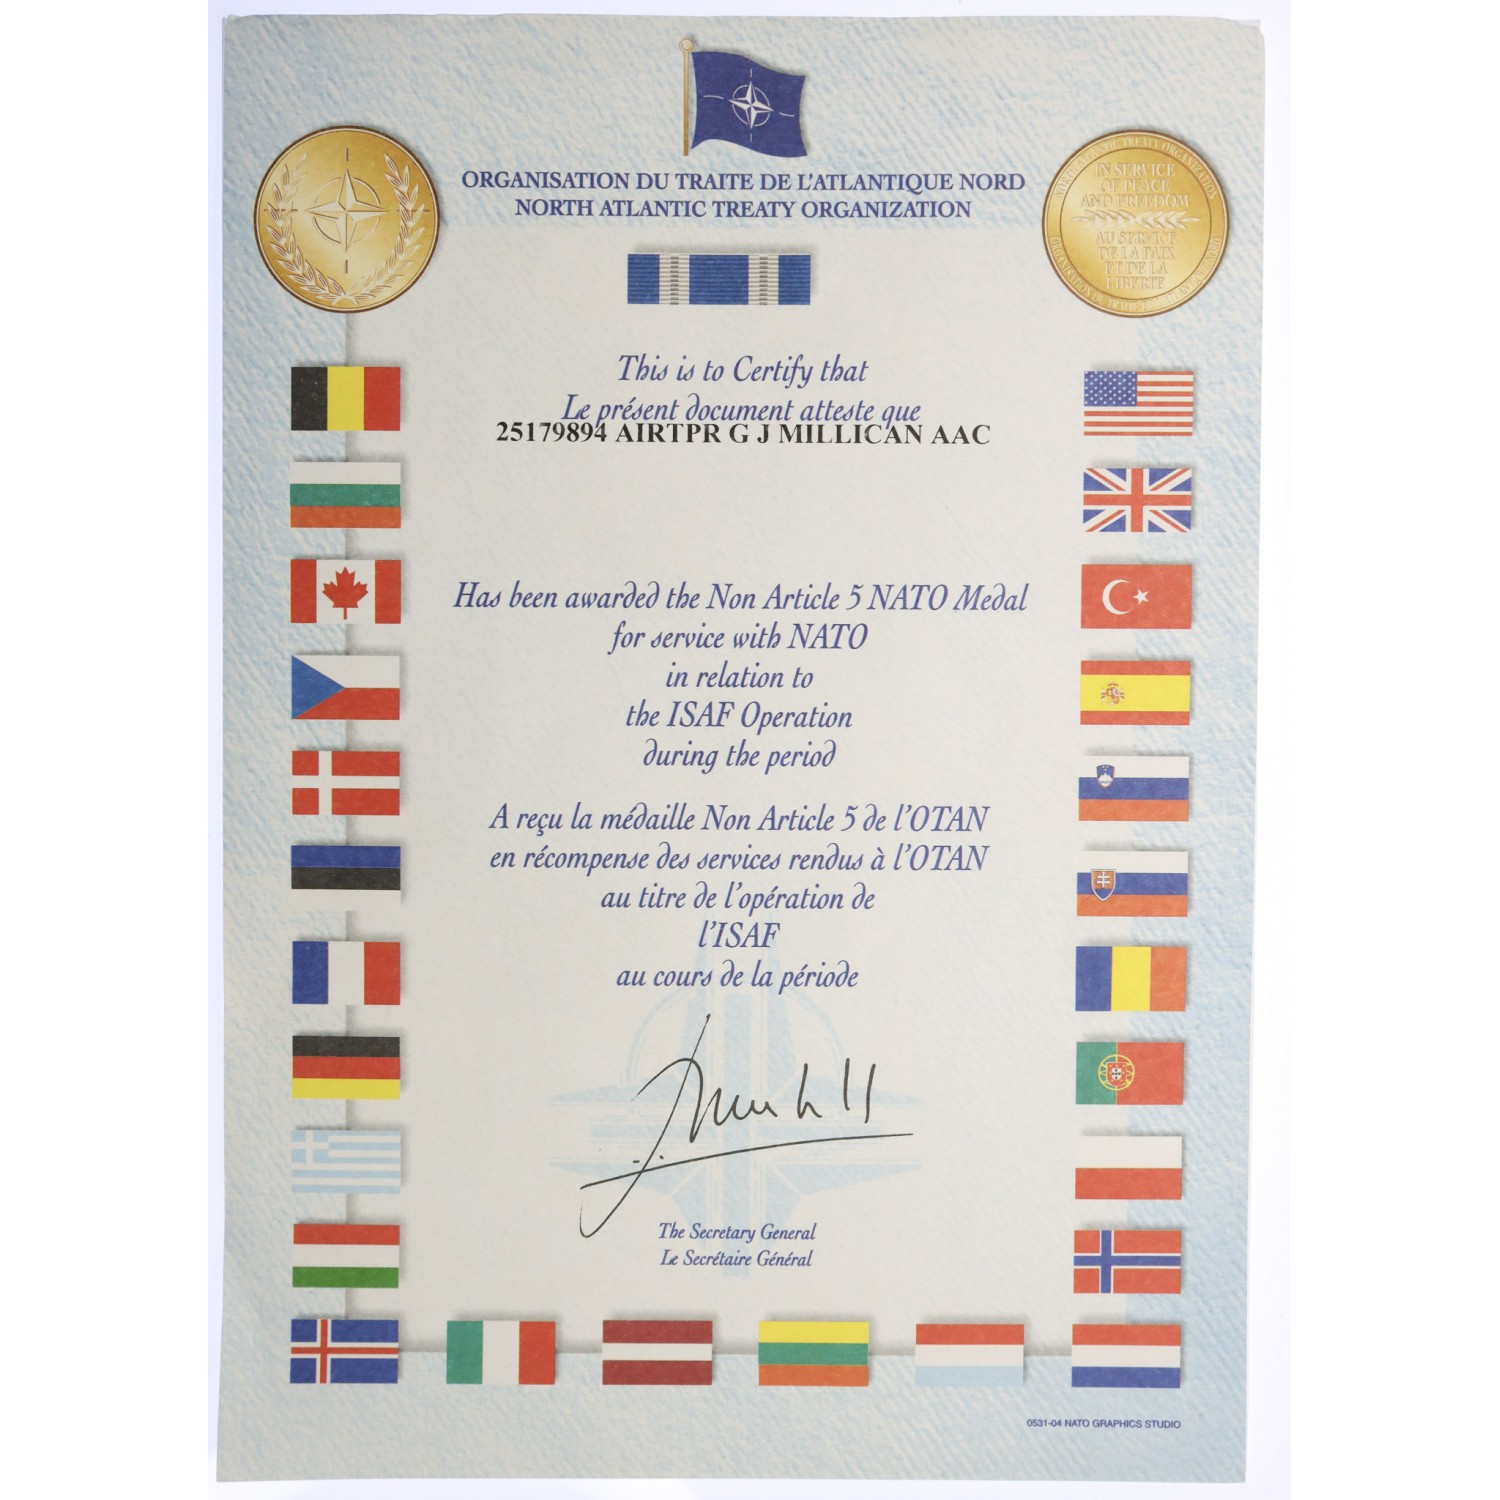 ORGANISATION DU TRAITE DE L'ATLANTIQUE NORD
NORTH ATLANTIC TREATY ORGANIZATION
IN SERVICE
OF PEACE
AND FREEDOM
AU SERVICE
DE LA PAIX
ET DE LA
LIBERTE
This is to Certify that
Le présent document atteste que
25179894 AIRTPR G J MILLICAN AAC
Has been awarded the Non Article 5 NATO Medal
for service with NATO
in relation to
the ISAF Operation
during the period
A reçu la médaille Non Article 5 de l'OTAN
en récompense des services rendus à l'OTAN
au titre de l'opération de
l'ISAF
au cours de la période
The Secretary General
Le Secrétaire Général
0531-04 NATO GRAPHICS STUDIO